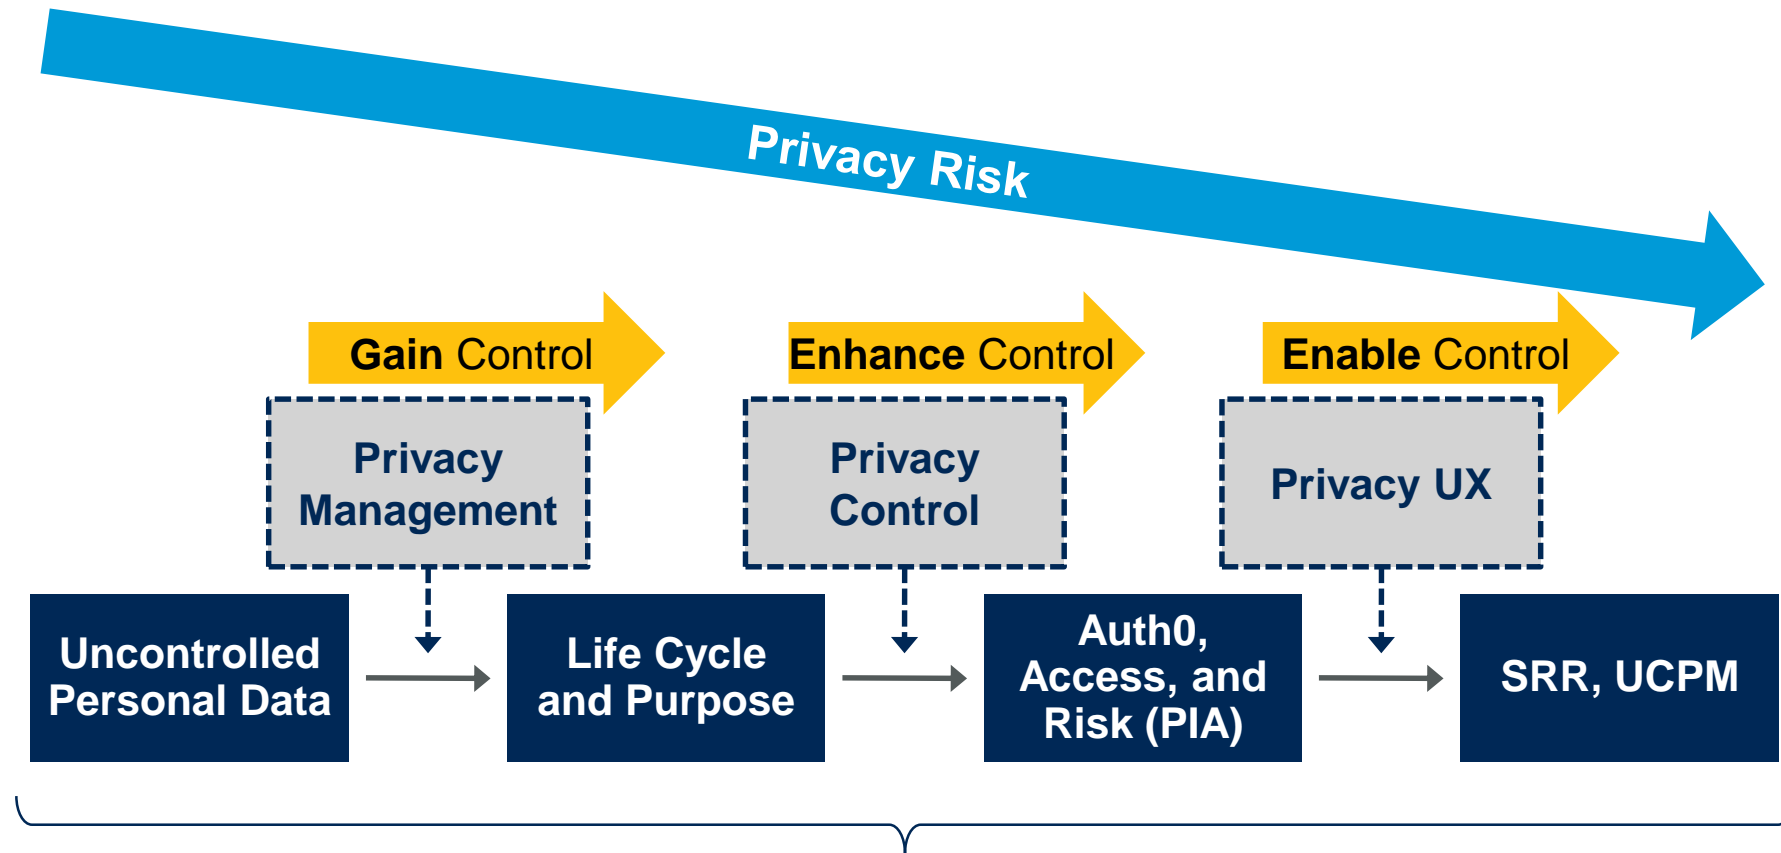 Privacy Risk
Gain Control
Enhance Control
Enable Control
Privacy
Management
Privacy
Control
Privacy UX
Uncontrolled
Personal Data
Life Cycle
and Purpose
Auth0,
Access, and
Risk (PIA)
SRR, UCPM